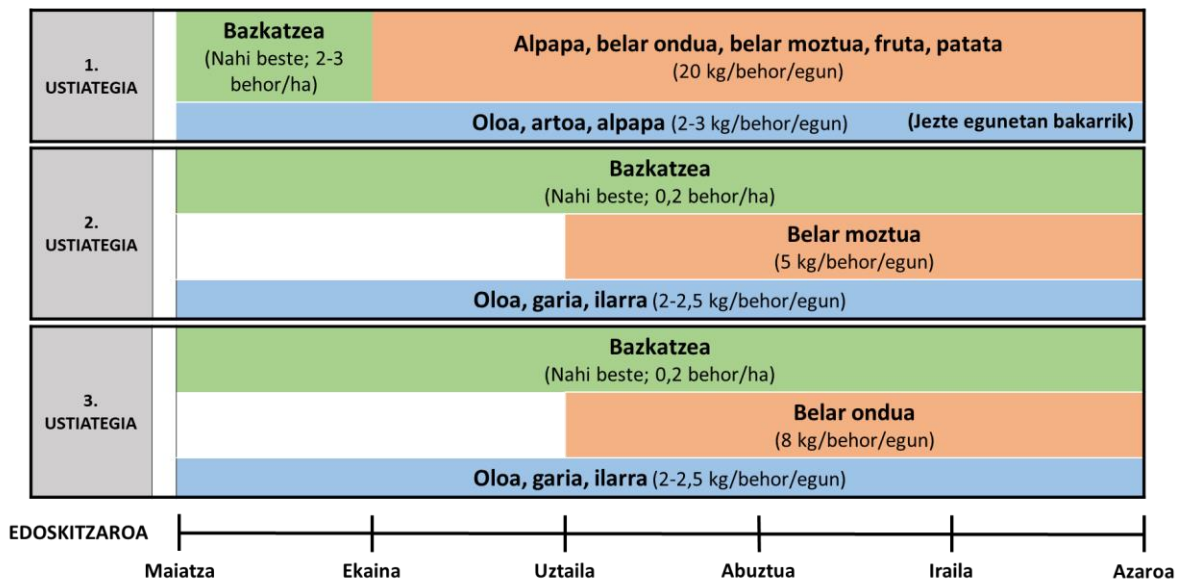 1.
USTIATEGIA
Bazkatzea
(Nahi beste; 2-3
behor/ha)
Alpapa, belar ondua, belar moztua, fruta, patata
(20 kg/behor/egun)
Oloa, artoa, alpapa (2-3 kg/behor/egun) (Jezte egunetan bakarrik)
2.
USTIATEGIA
Bazkatzea
(Nahi beste; 0,2 behor/ha)
Belar moztua
(5 kg/behor/egun)
Oloa, garia, ilarra (2-2,5 kg/behor/egun)
3.
USTIATEGIA
Bazkatzea
(Nahi beste; 0,2 behor/ha)
Belar ondua
(8 kg/behor/egun)
Oloa, garia, ilarra (2-2,5 kg/behor/egun)
EDOSKITZAROA
Maiatza Ekaina Uztaila Abuztua Iraila Azaroa